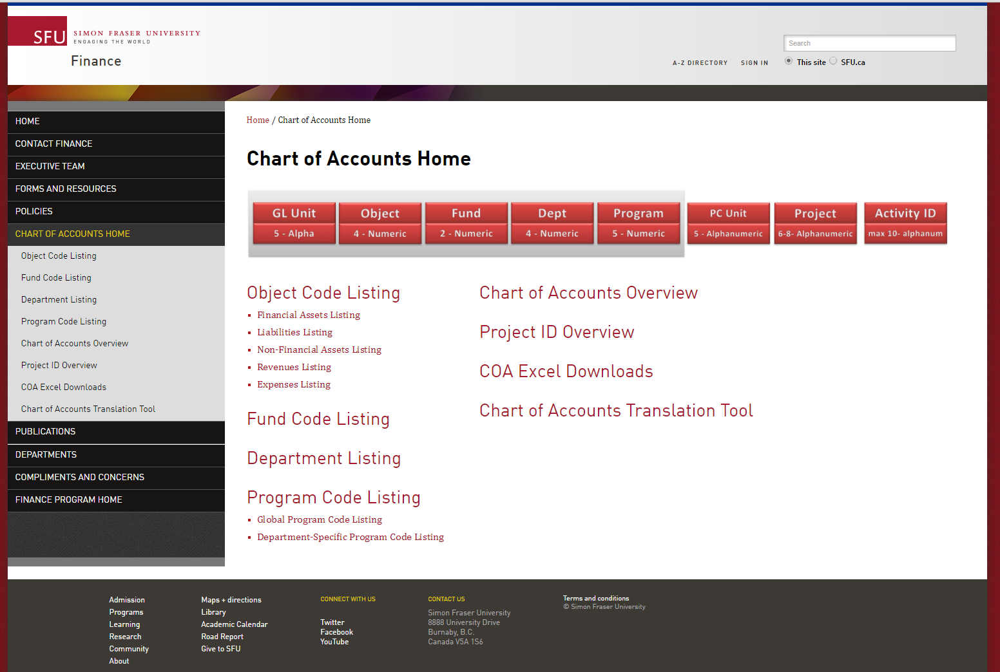 SFU SIMON FRASER UNIVERSITY
ENGAGING THE WORLD
Finance
Search
A-Z DIRECTORY SIGN IN This site SFU.ca
HOME
CONTACT FINANCE
EXECUTIVE TEAM
FORMS AND RESOURCES
POLICIES
CHART OF ACCOUNTS HOME
Object Code Listing
Fund Code Listing
Department Listing
Program Code Listing
Chart of Accounts Overview
Project ID Overview
COA Excel Downloads
Chart of Accounts Translation Tool
PUBLICATIONS
DEPARTMENTS
COMPLIMENTS AND CONCERNS
FINANCE PROGRAM HOME
Home / Chart of Accounts Home
Chart of Accounts Home
GL Unit Object Fund Dept Program PC Unit Project Activity ID
5 - Alpha 4 - Numeric 2 - Numeric 4 - Numeric 5 - Numeric 5 - Alphanumeric 6-8- Alphanumeric max 10- alphanum
Object Code Listing
Financial Assets Listing
Liabilities Listing
Non-Financial Assets Listing
Revenues Listing
Expenses Listing
Fund Code Listing
Department Listing
Program Code Listing
Global Program Code Listing
Department-Specific Program Code Listing
Chart of Accounts Overview
Project ID Overview
COA Excel Downloads
Chart of Accounts Translation Tool
Admission
Programs
Learning
Research
Community
About
Maps + directions
Library
Academic Calendar
Road Report
Give to SFU
CONNECT WITH US
Twitter
Facebook
YouTube
CONTACT US
Simon Fraser University
8888 University Drive
Burnaby, B.C.
Canada V5A 1S6
Terms and conditions
© Simon Fraser University